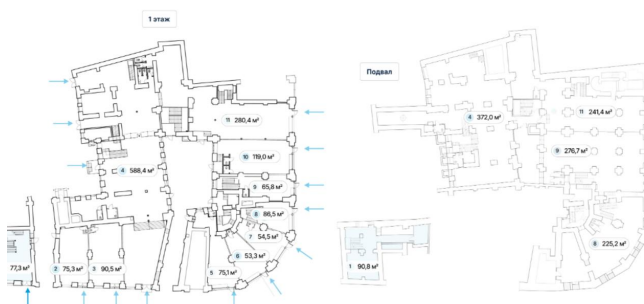 1 этаж
11 280,4 м²
10 119,0 м²
4 588,4 м²
9 65,8 м²
8 86,5 м²
7 54,5 м²
6 53,3 м²
77,3 м²
2 75,3 м²
3 90,5 м²
5 75,1 м²
Подвал
4 372,0 м²
11 241,4 м²
9 276,7 м²
8 225,2 м²
1 90,8 м²